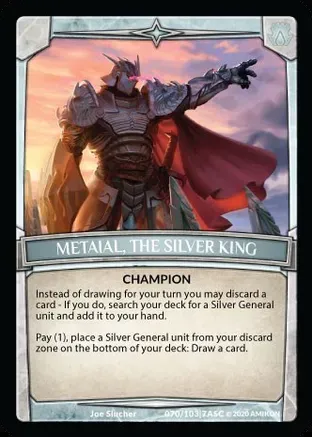 METAIAL, THE SILVER KING
CHAMPION
Instead of drawing for your turn you may discard a
card - If you do, search your deck for a Silver General
unit and add it to your hand.
Pay (1), place a Silver General unit from your discard
zone on the bottom of your deck: Draw a card.
Joe Slucher
070/103 7ASC © 2020 AMIKON